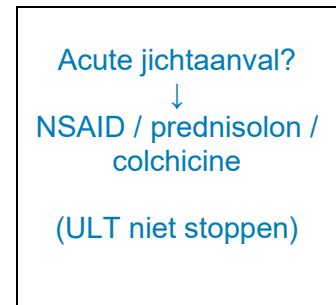 Acute jichtaanval?
↓
NSAID / prednisolon /
colchicine
(ULT niet stoppen)